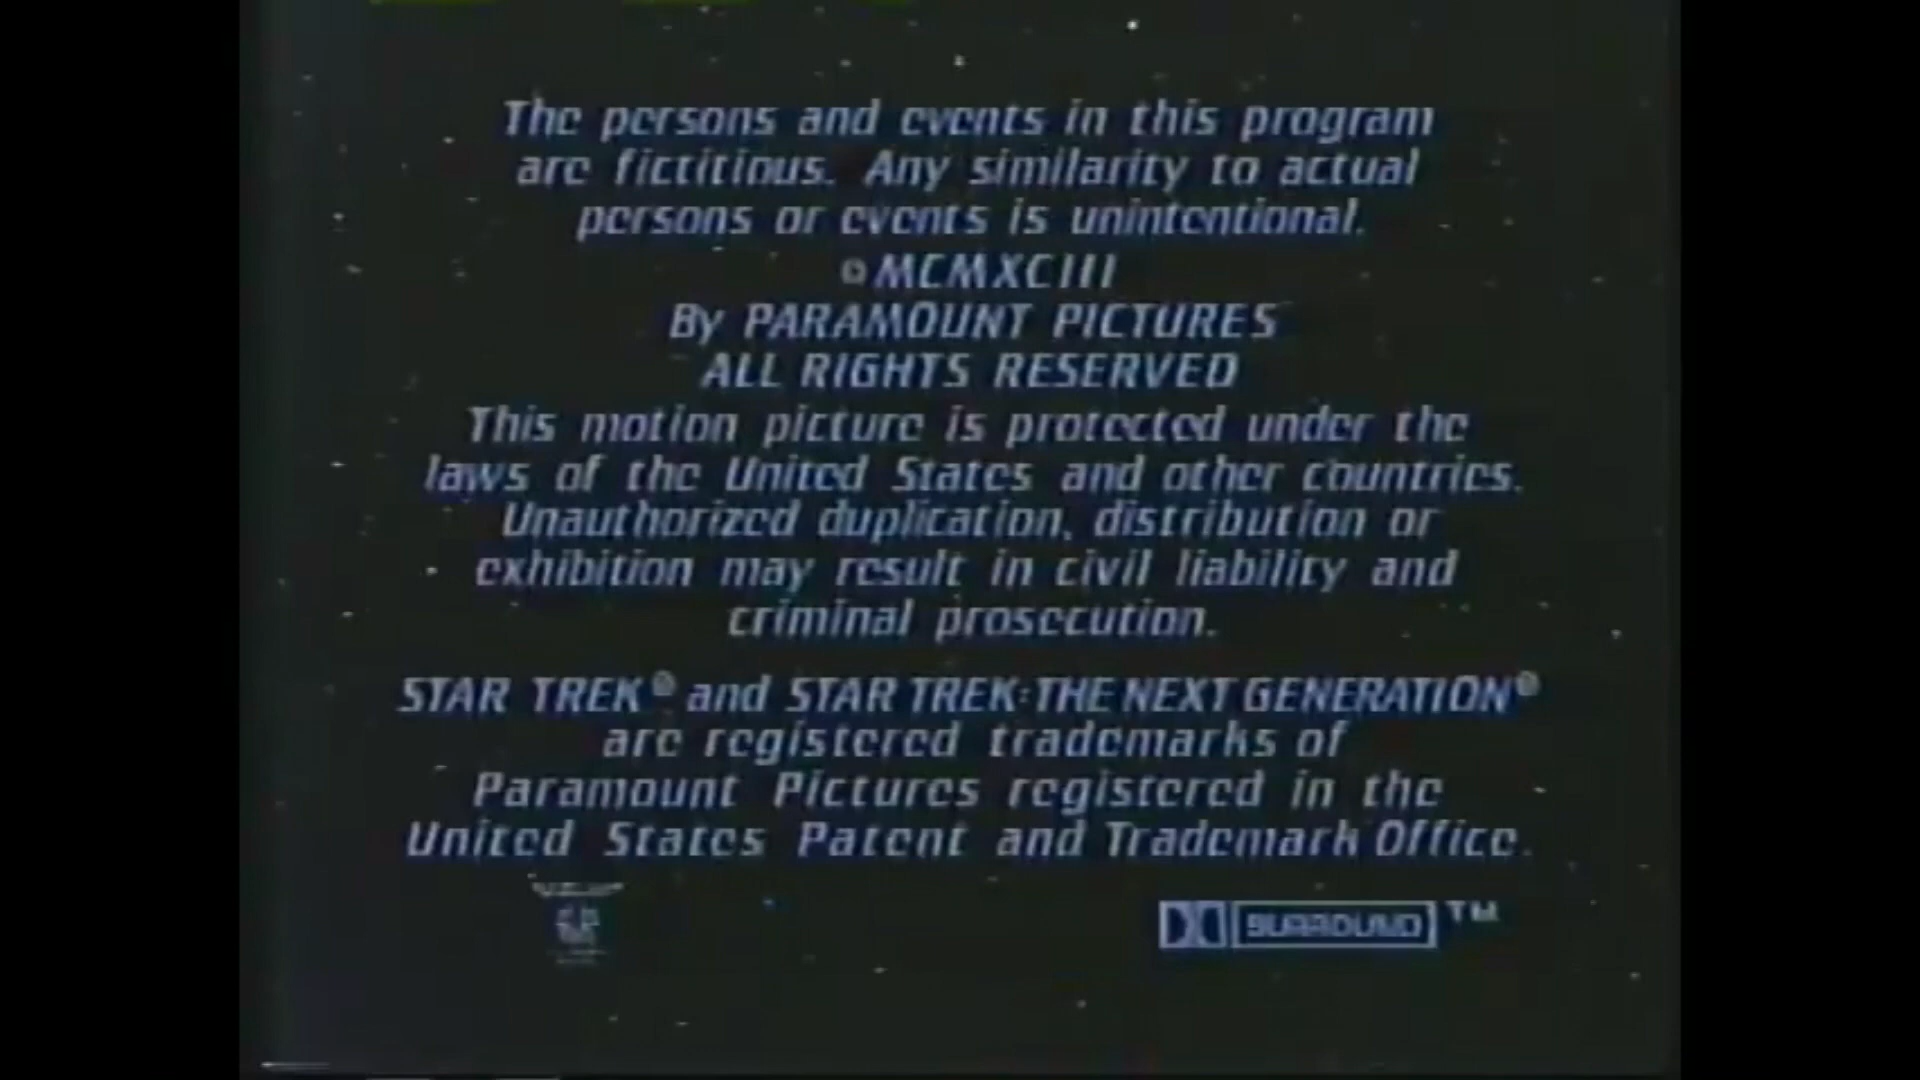 The persons and events in this program
are fictitious. Any similarity to actual
persons or events is unintentional.
© MCMXCIII
By PARAMOUNT PICTURES
ALL RIGHTS RESERVED
This motion picture is protected under the
laws of the United States and other countries.
Unauthorized duplication, distribution or
exhibition may result in civil liability and
criminal prosecution.
STAR TREK® and STAR TREK: THE NEXT GENERATION®
are registered trademarks of
Paramount Pictures registered in the
United States Patent and Trademark Office.
SURROUND TM